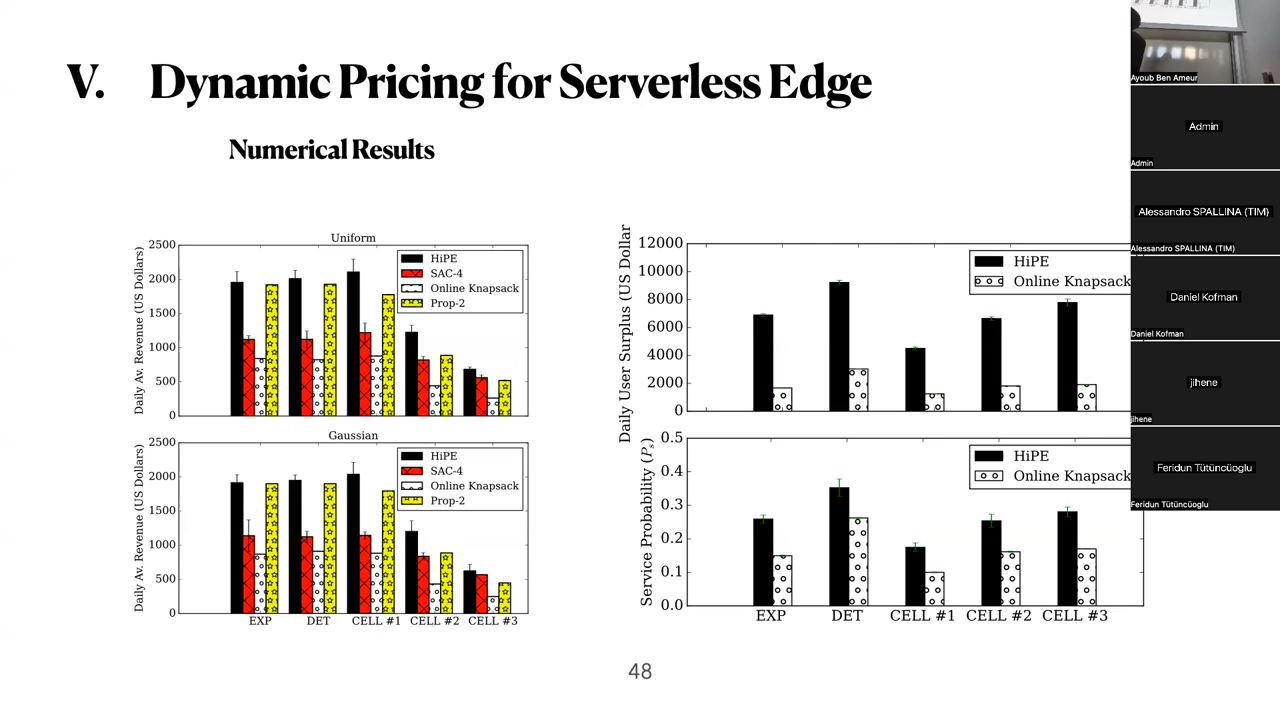 V. Dynamic Pricing for Serverless Edge
Numerical Results
Uniform
Daily Av. Revenue (US Dollars)
2500
2000
1500
1000
500
0
HiPE
SAC-4
Online Knapsack
Prop-2
Gaussian
Daily Av. Revenue (US Dollars)
2500
2000
1500
1000
500
0
HiPE
SAC-4
Online Knapsack
Prop-2
EXP DET CELL #1 CELL #2 CELL #3
Daily User Surplus (US Dollar
12000
10000
8000
6000
4000
2000
0
HiPE
Online Knapsack
Service Probability (Ps)
0.5
0.4
0.3
0.2
0.1
0.0
HiPE
Online Knapsack
EXP DET CELL #1 CELL #2 CELL #3
48
Ayoub Ben Ameur
Admin
Admin
Alessandro SPALLINA (TIM)
Alessandro SPALLINA (TIM)
Daniel Kofman
Daniel Kofman
jihene
jihene
Feridun Tütüncüoglu
Feridun Tütüncüoglu